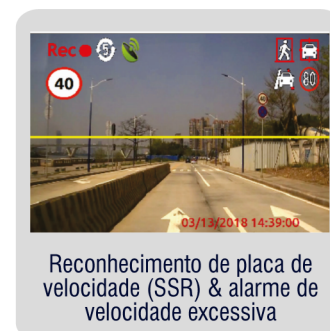 Rec 5
40
80
03/13/2018 14:39:00
Reconhecimento de placa de
velocidade (SSR) & alarme de
velocidade excessiva